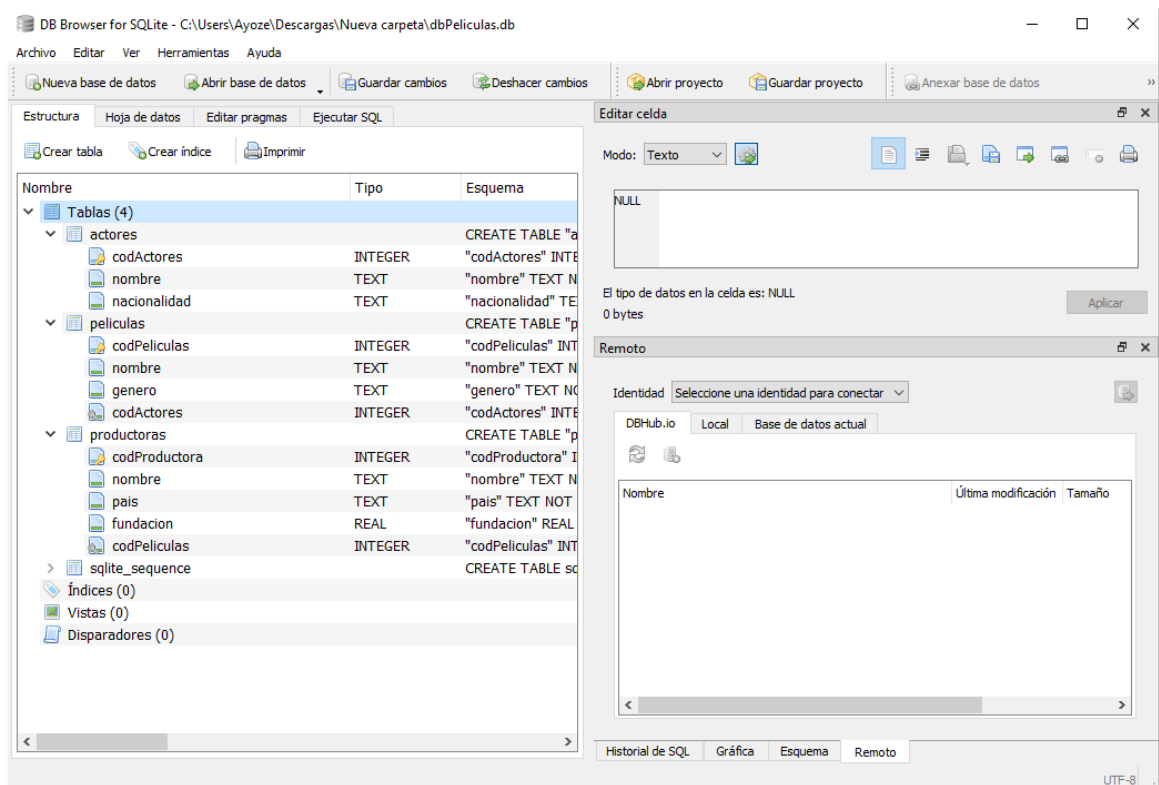 DB Browser for SQLite - C:\Users\Ayoze\Descargas\Nueva carpeta\dbPeliculas.db
Archivo Editar Ver Herramientas Ayuda
Nueva base de datos Abrir base de datos Guardar cambios Deshacer cambios Abrir proyecto Guardar proyecto Anexar base de datos »
Estructura Hoja de datos Editar pragmas Ejecutar SQL
Crear tabla Crear índice Imprimir
Nombre Tipo Esquema
Tablas (4)
actores CREATE TABLE "a
codActores INTEGER "codActores" INTE
nombre TEXT "nombre" TEXT N
nacionalidad TEXT "nacionalidad" TE
peliculas CREATE TABLE "p
codPeliculas INTEGER "codPeliculas" INT
nombre TEXT "nombre" TEXT N
genero TEXT "genero" TEXT NO
codActores INTEGER "codActores" INTE
productoras CREATE TABLE "p
codProductora INTEGER "codProductora" I
nombre TEXT "nombre" TEXT N
pais TEXT "pais" TEXT NOT
fundacion REAL "fundacion" REAL
codPeliculas INTEGER "codPeliculas" INT
sqlite_sequence CREATE TABLE sq
Índices (0)
Vistas (0)
Disparadores (0)
Editar celda
Modo: Texto
NULL
El tipo de datos en la celda es: NULL
0 bytes
Aplicar
Remoto
Identidad Seleccione una identidad para conectar
DBHub.io Local Base de datos actual
Nombre Última modificación Tamaño
Historial de SQL Gráfica Esquema Remoto
UTF-8